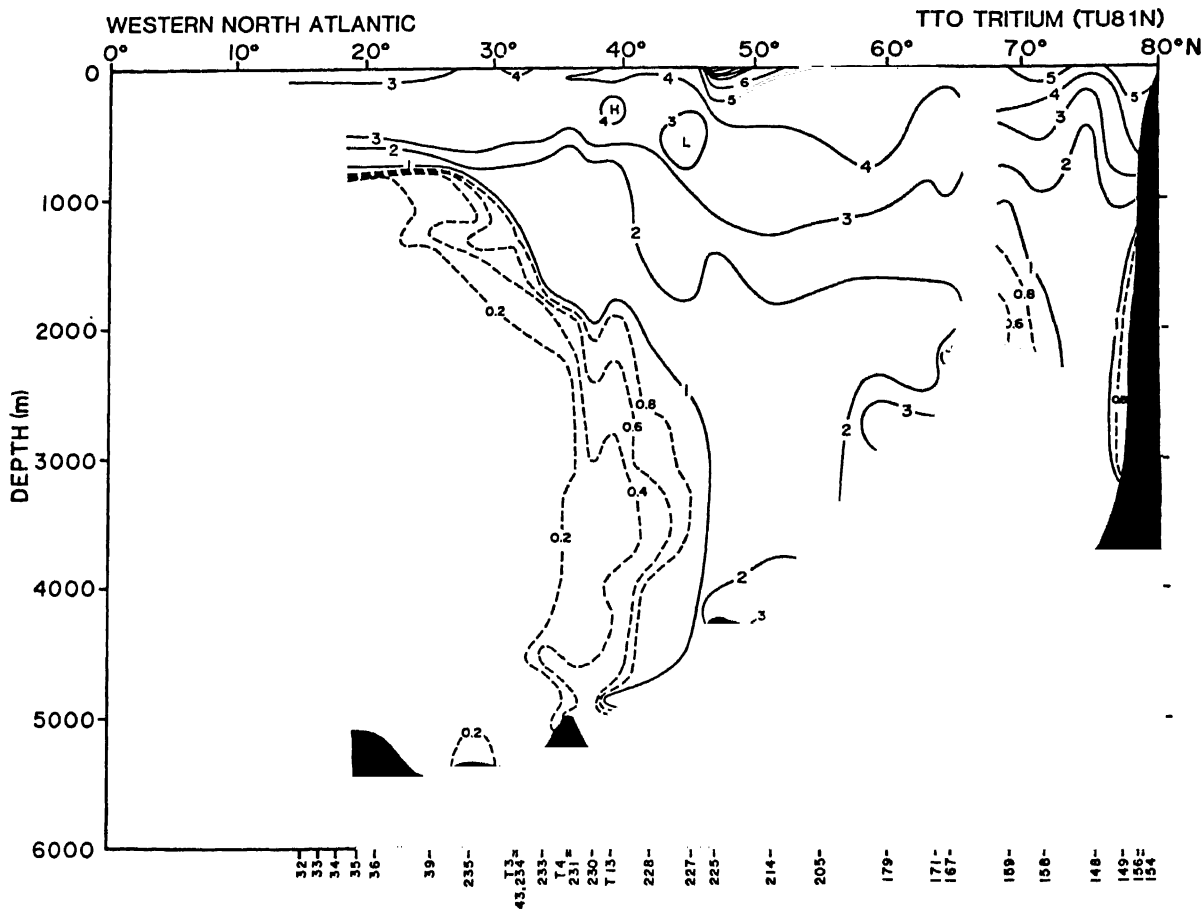 WESTERN NORTH ATLANTIC
TTO TRITIUM (TU81N)
0° 10° 20° 30° 40° 50° 60° 70° 80°N
0
1000
2000
3000
4000
5000
6000
DEPTH (m)
3 4 4 6 5 5 5
4 H 3 L 4 4 3
3 2 1 2
4 3 2
0.2
2
1 0.8 0.6
1 0.8 0.6 0.4
2 3
0.2
2 3
0.2
32- 33- 34- 35- 36- 39- 235- T3= 43,234 233- T4 231= 230- T13- 228- 227- 225- 214- 205- 179- 171- 167- 159- 158- 148- 149- 156= 154